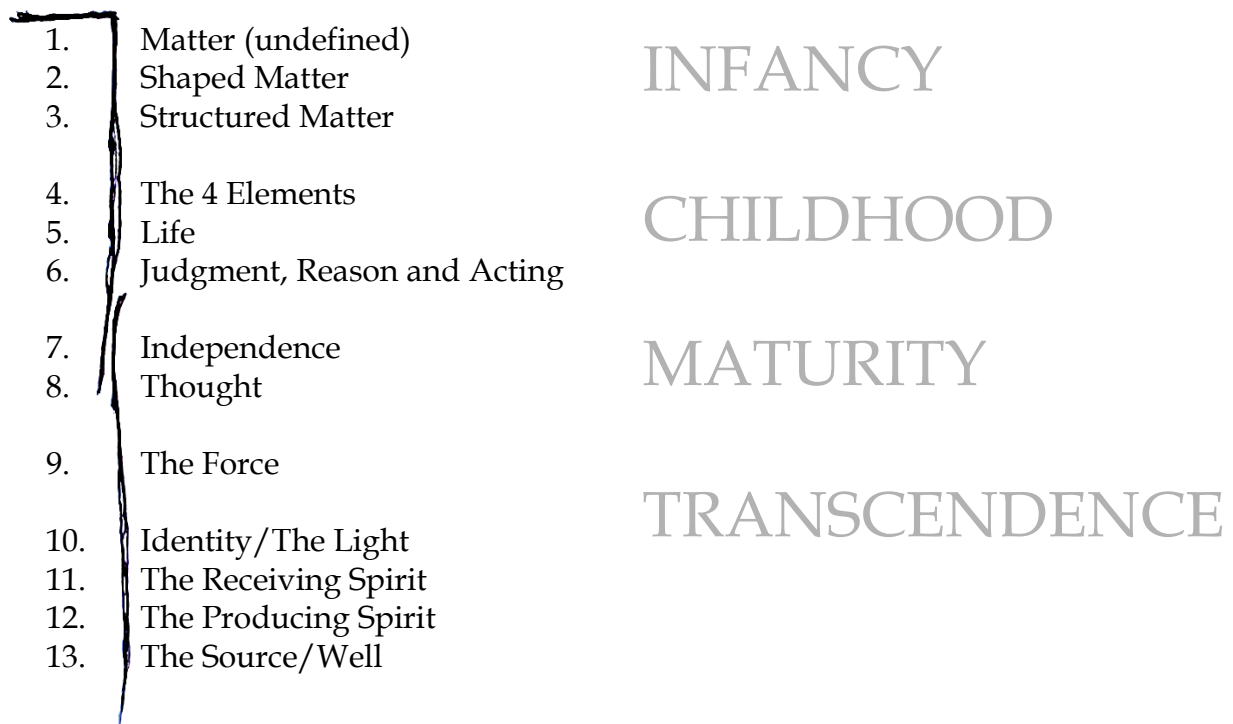 1. Matter (undefined)
2. Shaped Matter
3. Structured Matter
INFANCY
4. The 4 Elements
5. Life
6. Judgment, Reason and Acting
CHILDHOOD
7. Independence
8. Thought
MATURITY
9. The Force
10. Identity/The Light
11. The Receiving Spirit
12. The Producing Spirit
13. The Source/Well
TRANSCENDENCE